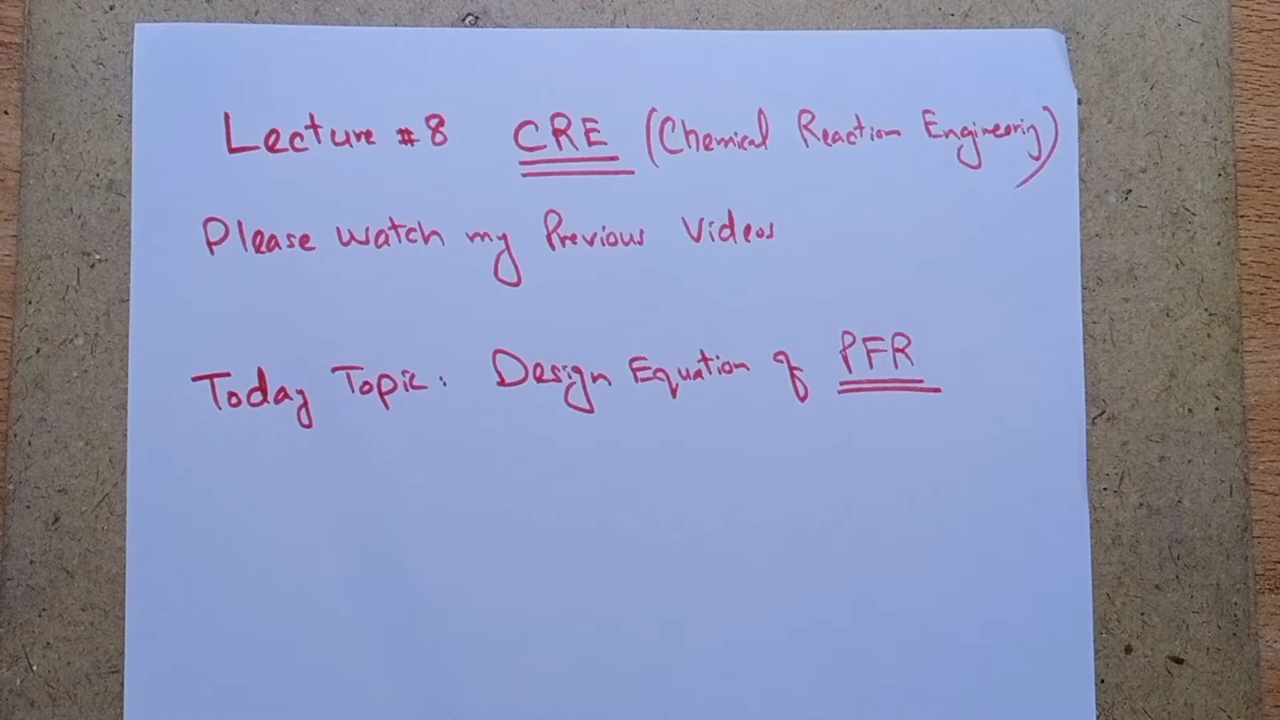 Lecture #8 CRE (Chemical Reaction Engineering)
Please watch my Previous Videos
Today Topic: Design Equation of PFR